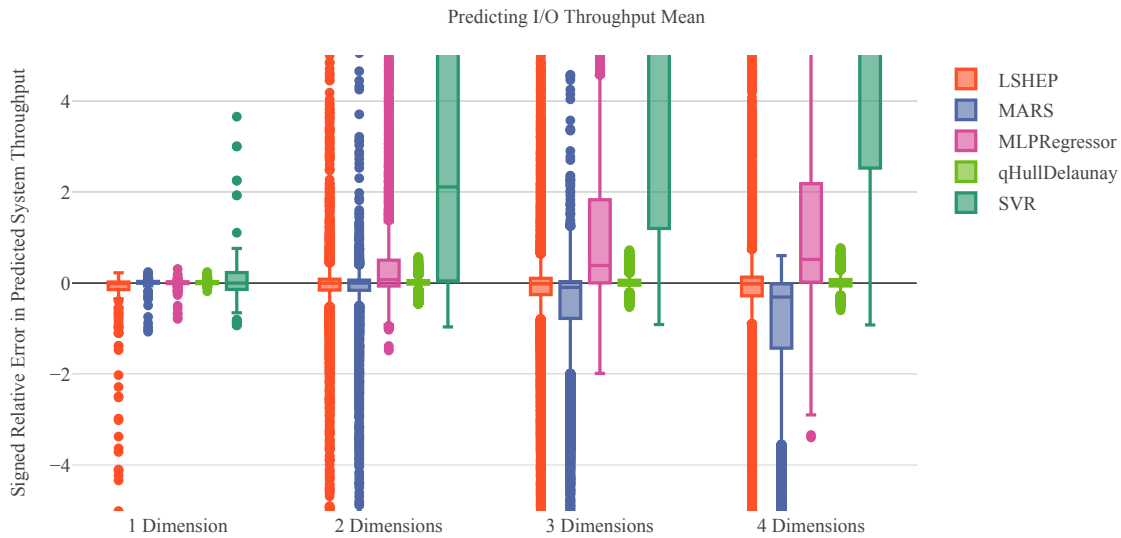 Predicting I/O Throughput Mean
Signed Relative Error in Predicted System Throughput
4
2
0
−2
−4
1 Dimension
2 Dimensions
3 Dimensions
4 Dimensions
LSHEP
MARS
MLPRegressor
qHullDelaunay
SVR